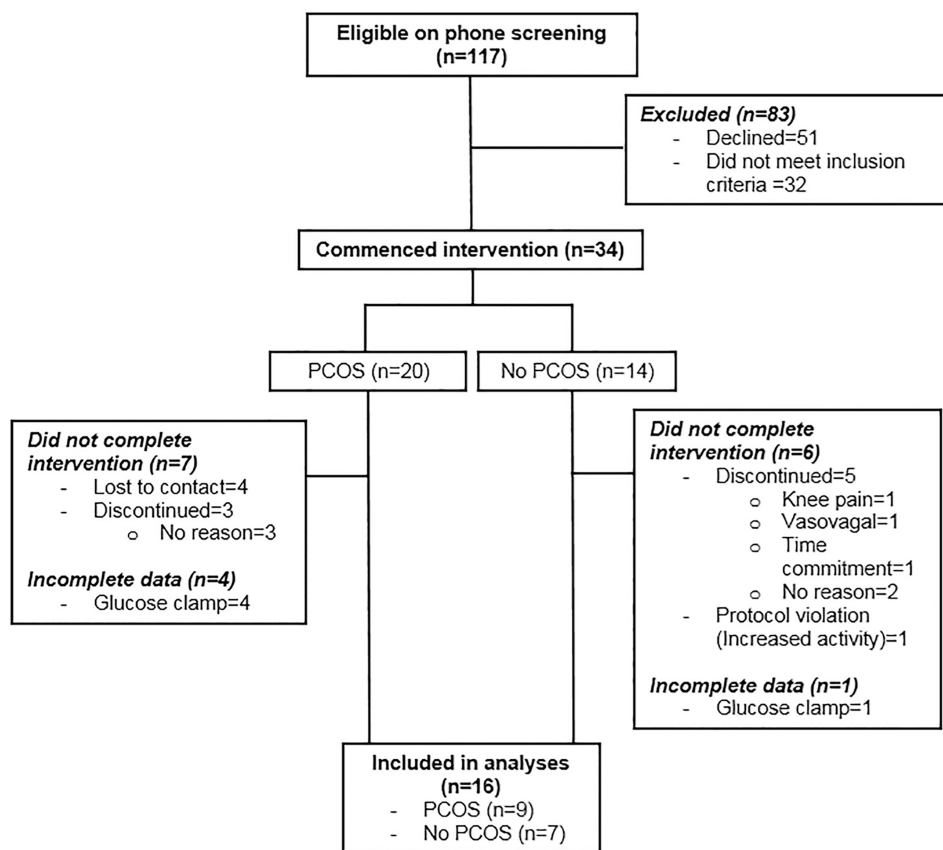 Eligible on phone screening
(n=117)
Excluded (n=83)
- Declined=51
- Did not meet inclusion
criteria =32
Commenced intervention (n=34)
PCOS (n=20)
No PCOS (n=14)
Did not complete
intervention (n=7)
- Lost to contact=4
- Discontinued=3
o No reason=3
Incomplete data (n=4)
- Glucose clamp=4
Did not complete
intervention (n=6)
- Discontinued=5
o Knee pain=1
o Vasovagal=1
o Time
commitment=1
o No reason=2
- Protocol violation
(Increased activity)=1
Incomplete data (n=1)
- Glucose clamp=1
Included in analyses
(n=16)
- PCOS (n=9)
- No PCOS (n=7)